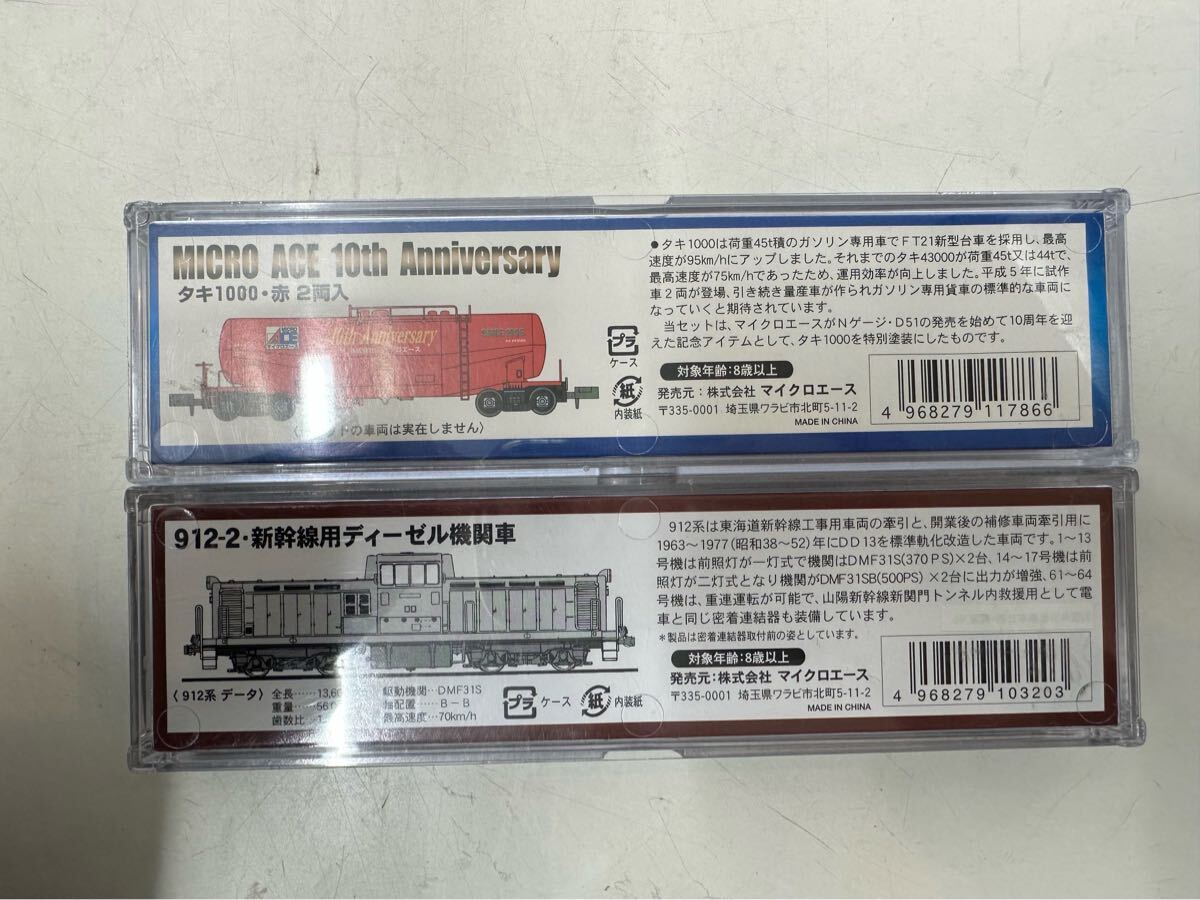 MICRO ACE 10th Anniversary
タキ1000・赤 2両入
10th Anniversary
マイクロエース
の車両は実在しません〉
プラ
ケース
紙
内装紙
●タキ1000は荷重45t積のガソリン専用車でFT21新型台車を採用し、最高
速度が95km/hにアップしました。それまでのタキ43000が荷重45t又は44tで、
最高速度が75km/hであったため、運用効率が向上しました。平成5年に試作
車2両が登場、引き続き量産車が作られガソリン専用貨車の標準的な車両に
なっていくと期待されています。
当セットは、マイクロエースがNゲージ・D51の発売を始めて10周年を迎
えた記念アイテムとして、タキ1000を特別塗装にしたものです。
対象年齢:8歳以上
発売元:株式会社 マイクロエース
〒335-0001 埼玉県ワラビ市北町5-11-2
MADE IN CHINA
4 968279 117866
912-2・新幹線用ディーゼル機関車
〈912系 データ〉
全長……13,60
重量……56.
歯数比…
駆動機関…DMF31S
軸配置……B－B
最高速度…70km/h
プラ
ケース
紙
内装紙
912系は東海道新幹線工事用車両の牽引と、開業後の補修車両牽引用に
1963～1977(昭和38～52)年にDD13を標準軌化改造した車両です。1～13
号機は前照灯が一灯式で機関はDMF31S(370PS)×2台、14～17号機は前
照灯が二灯式となり機関がDMF31SB(500PS) ×2台に出力が増強、61～64
号機は、重連運転が可能で、山陽新幹線新関門トンネル内救援用として電
車と同じ密着連結器も装備しています。
＊製品は密着連結器取付前の姿としています。
対象年齢:8歳以上
発売元:株式会社 マイクロエース
〒335-0001 埼玉県ワラビ市北町5-11-2
MADE IN CHINA
4 968279 103203